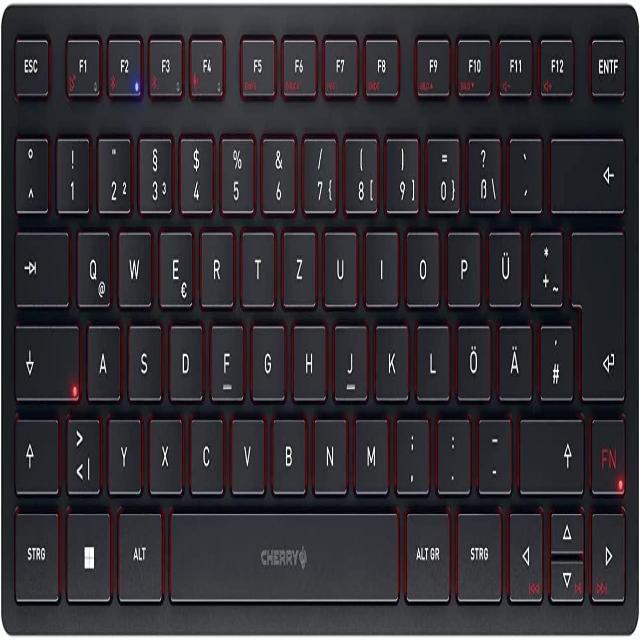 ESC F1 F2 F3 F4 F5 F6 F7 F8 F9 F10 F11 F12 ENTF
° ! " § $ % & / ( ) = ? `
^ 1 2 ² 3 ³ 4 5 6 7 { 8 [ 9 ] 0 } ß \ ´
Q W E R T Z U I O P Ü *
@ € + ~
A S D F G H J K L Ö Ä '
#
> Y X C V B N M ; : _ FN
< | , . -
STRG ALT CHERRY ALT GR STRG